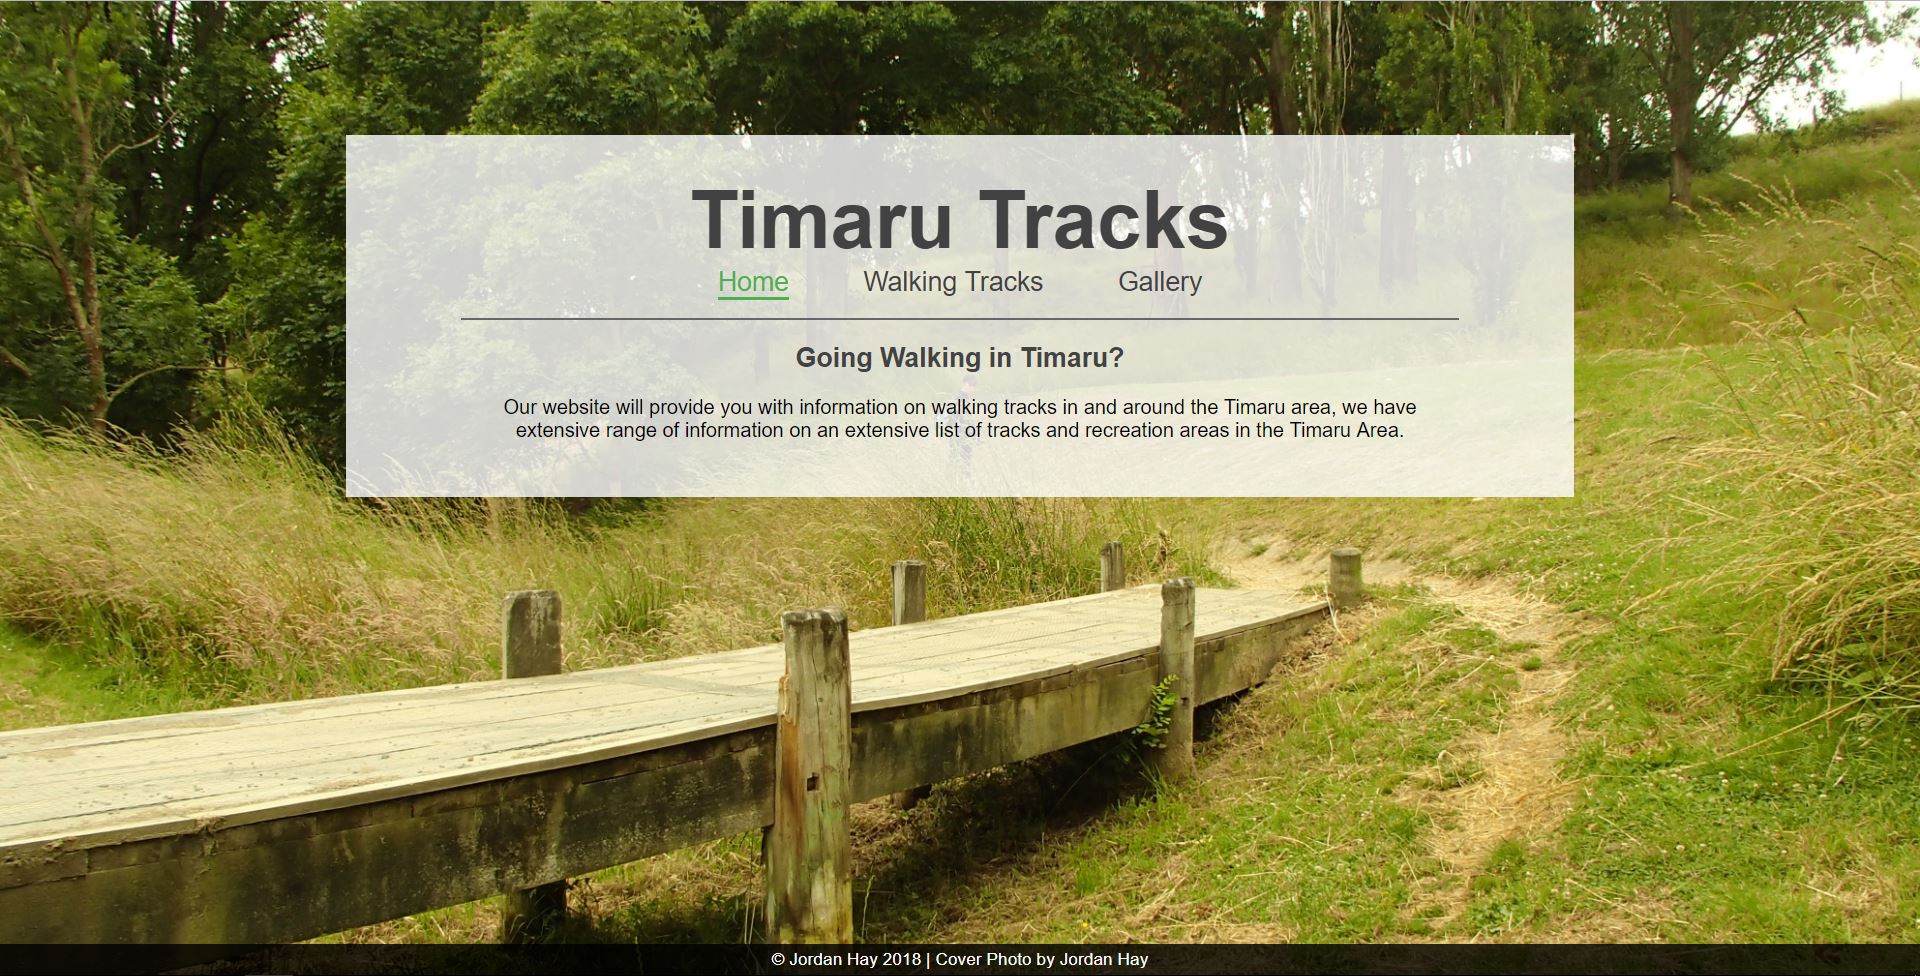 Timaru Tracks
Home Walking Tracks Gallery
Going Walking in Timaru?
Our website will provide you with information on walking tracks in and around the Timaru area, we have
extensive range of information on an extensive list of tracks and recreation areas in the Timaru Area.
© Jordan Hay 2018 | Cover Photo by Jordan Hay